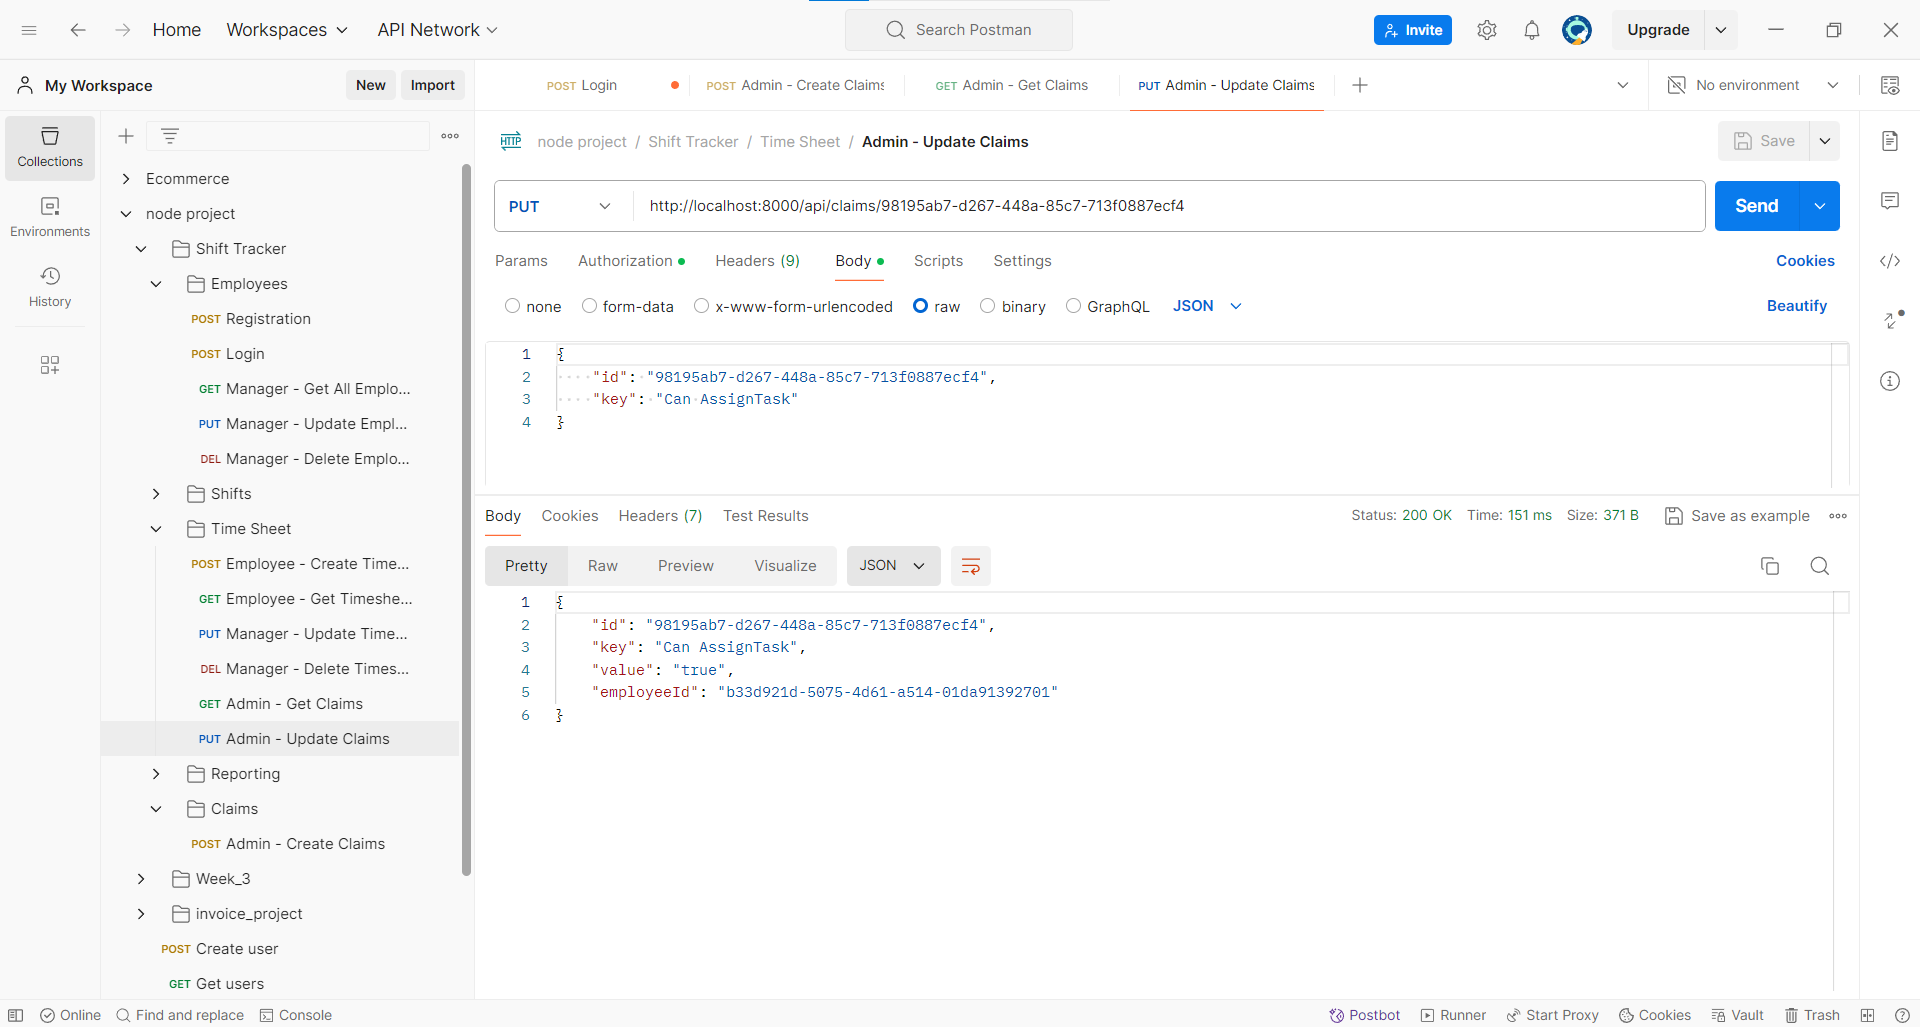 Home Workspaces API Network Search Postman Invite Upgrade
My Workspace New Import
POST Login POST Admin - Create Claims GET Admin - Get Claims PUT Admin - Update Claims No environment
Collections
Environments
History
Ecommerce
node project
Shift Tracker
Employees
POST Registration
POST Login
GET Manager - Get All Emplo...
PUT Manager - Update Empl...
DEL Manager - Delete Emplo...
Shifts
Time Sheet
POST Employee - Create Time...
GET Employee - Get Timeshe...
PUT Manager - Update Time...
DEL Manager - Delete Times...
GET Admin - Get Claims
PUT Admin - Update Claims
Reporting
Claims
POST Admin - Create Claims
Week_3
invoice_project
POST Create user
GET Get users
HTTP node project / Shift Tracker / Time Sheet / Admin - Update Claims Save
PUT http://localhost:8000/api/claims/98195ab7-d267-448a-85c7-713f0887ecf4 Send
Params Authorization Headers (9) Body Scripts Settings Cookies
none form-data x-www-form-urlencoded raw binary GraphQL JSON Beautify
1 {
2 "id": "98195ab7-d267-448a-85c7-713f0887ecf4",
3 "key": "Can AssignTask"
4 }
Body Cookies Headers (7) Test Results Status: 200 OK Time: 151 ms Size: 371 B Save as example
Pretty Raw Preview Visualize JSON
1 {
2 "id": "98195ab7-d267-448a-85c7-713f0887ecf4",
3 "key": "Can AssignTask",
4 "value": "true",
5 "employeeId": "b33d921d-5075-4d61-a514-01da91392701"
6 }
Online Find and replace Console Postbot Runner Start Proxy Cookies Vault Trash